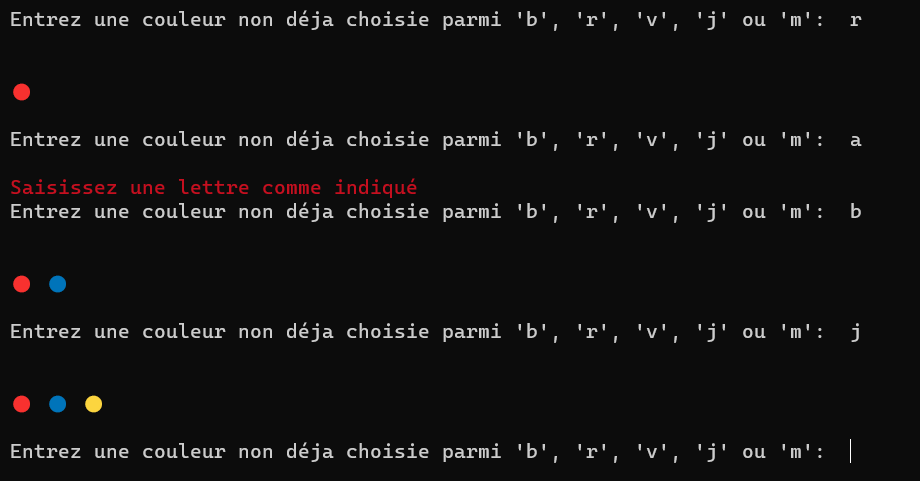 Entrez une couleur non déja choisie parmi 'b', 'r', 'v', 'j' ou 'm':  r
Entrez une couleur non déja choisie parmi 'b', 'r', 'v', 'j' ou 'm':  a
Saisissez une lettre comme indiqué
Entrez une couleur non déja choisie parmi 'b', 'r', 'v', 'j' ou 'm':  b
Entrez une couleur non déja choisie parmi 'b', 'r', 'v', 'j' ou 'm':  j
Entrez une couleur non déja choisie parmi 'b', 'r', 'v', 'j' ou 'm':